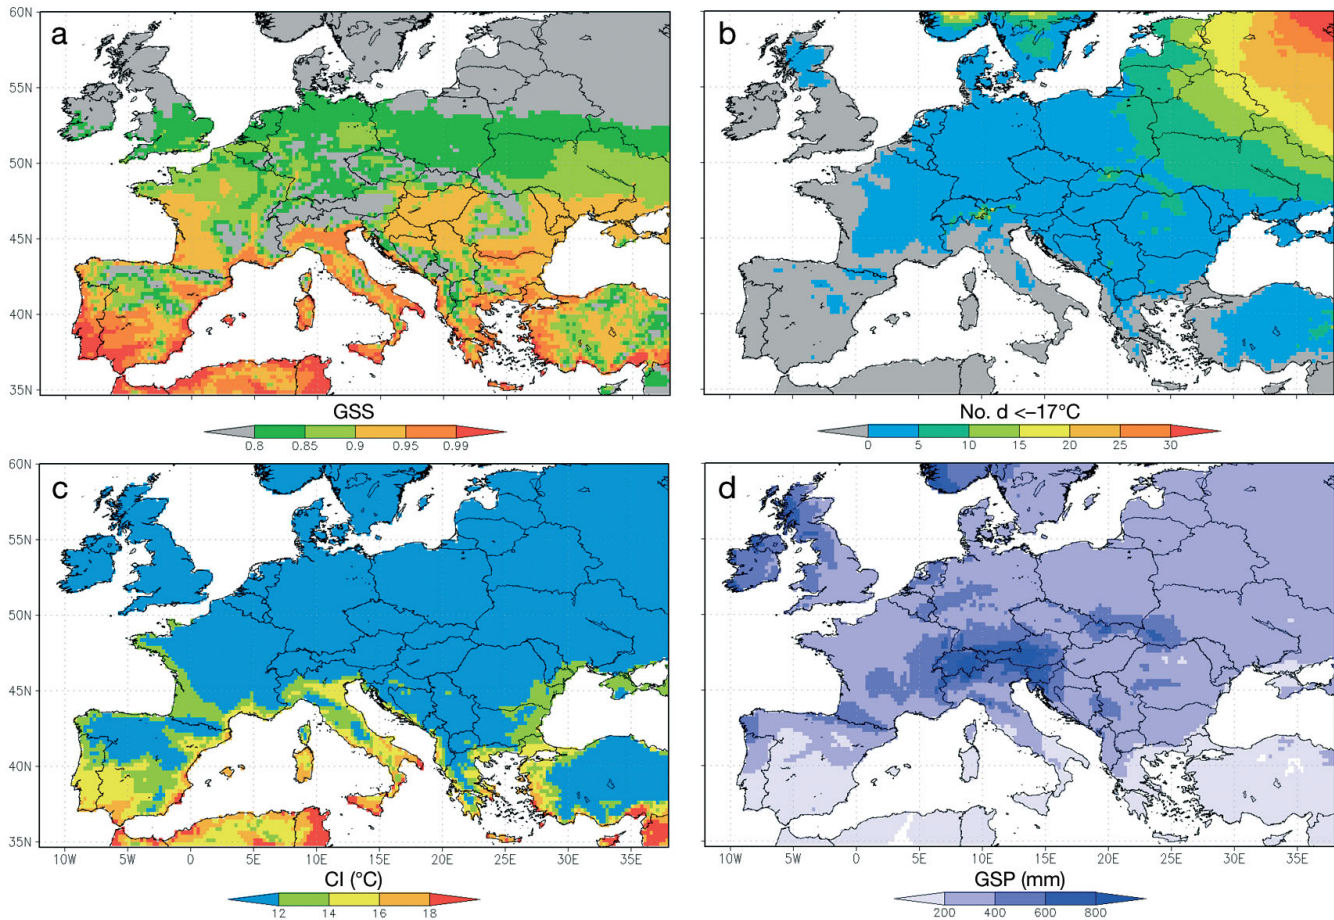 60N
a
b
55N
50N
45N
40N
35N
GSS
No. d <–17°C
0.8 0.85 0.9 0.95 0.99
0 5 10 15 20 25 30
60N
c
d
55N
50N
45N
40N
35N
10W 5W 0 5E 10E 15E 20E 25E 30E 35E
10W 5W 0 5E 10E 15E 20E 25E 30E 35E
CI (°C)
GSP (mm)
12 14 16 18
200 400 600 800